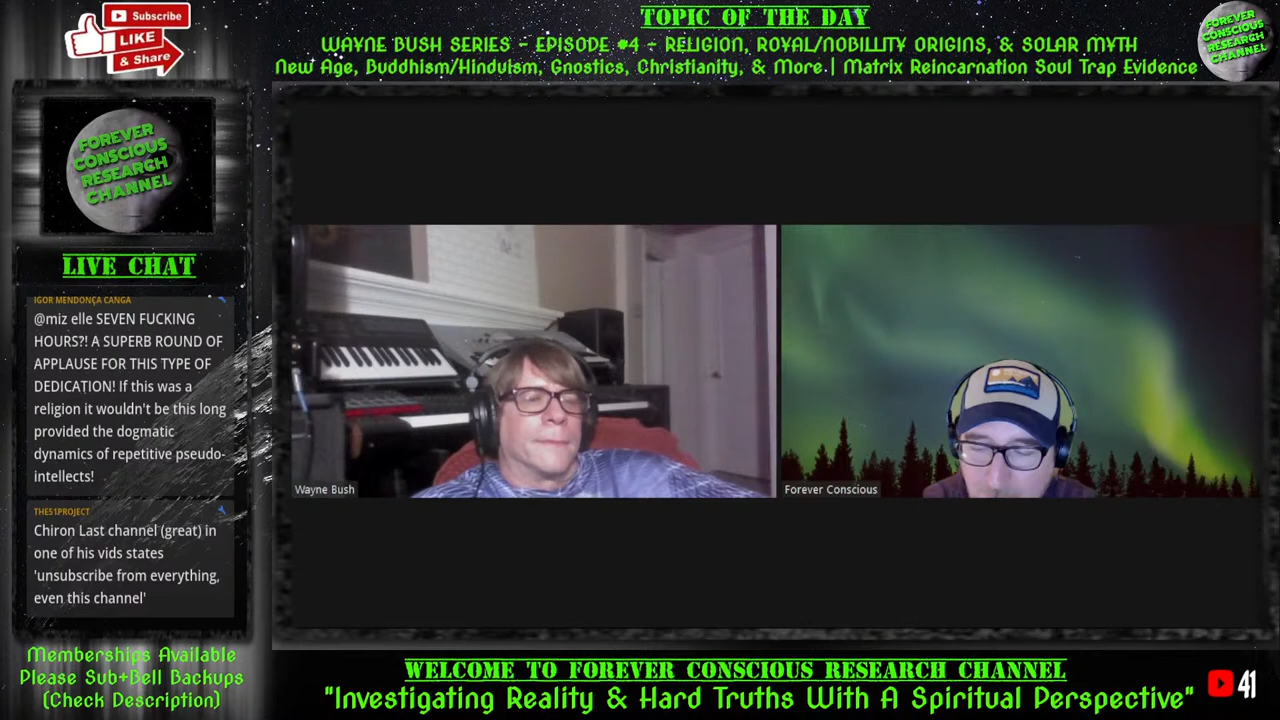 Subscribe
LIKE
& Share
TOPIC OF THE DAY
WAYNE BUSH SERIES - EPISODE #4 - RELIGION, ROYAL/NOBILLITY ORIGINS, & SOLAR MYTH
New Age, Buddhism/Hinduism, Gnostics, Christianity, & More | Matrix Reincarnation Soul Trap Evidence
FOREVER
CONSCIOUS
RESEARCH
CHANNEL
FOREVER
CONSCIOUS
RESEARCH
CHANNEL
LIVE CHAT
IGOR MENDONÇA CANGA
@miz elle SEVEN FUCKING
HOURS?! A SUPERB ROUND OF
APPLAUSE FOR THIS TYPE OF
DEDICATION! If this was a
religion it wouldn't be this long
provided the dogmatic
dynamics of repetitive pseudo-
intellects!
THE51PROJECT
Chiron Last channel (great) in
one of his vids states
'unsubscribe from everything,
even this channel'
Wayne Bush
Forever Conscious
Memberships Available
Please Sub+Bell Backups
(Check Description)
WELCOME TO FOREVER CONSCIOUS RESEARCH CHANNEL
"Investigating Reality & Hard Truths With A Spiritual Perspective"
41